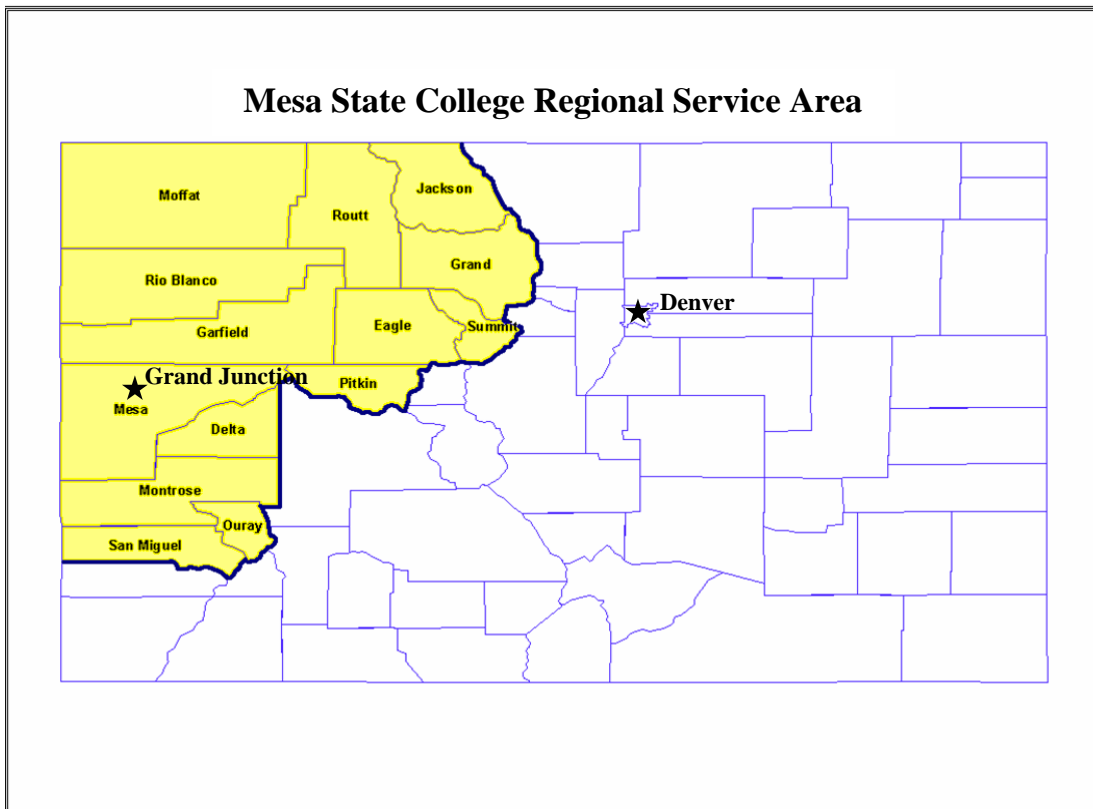 Mesa State College Regional Service Area
Moffat
Jackson
Routt
Grand
Rio Blanco
Denver
Garfield
Eagle
Summit
Grand Junction
Pitkin
Mesa
Delta
Montrose
Ouray
San Miguel